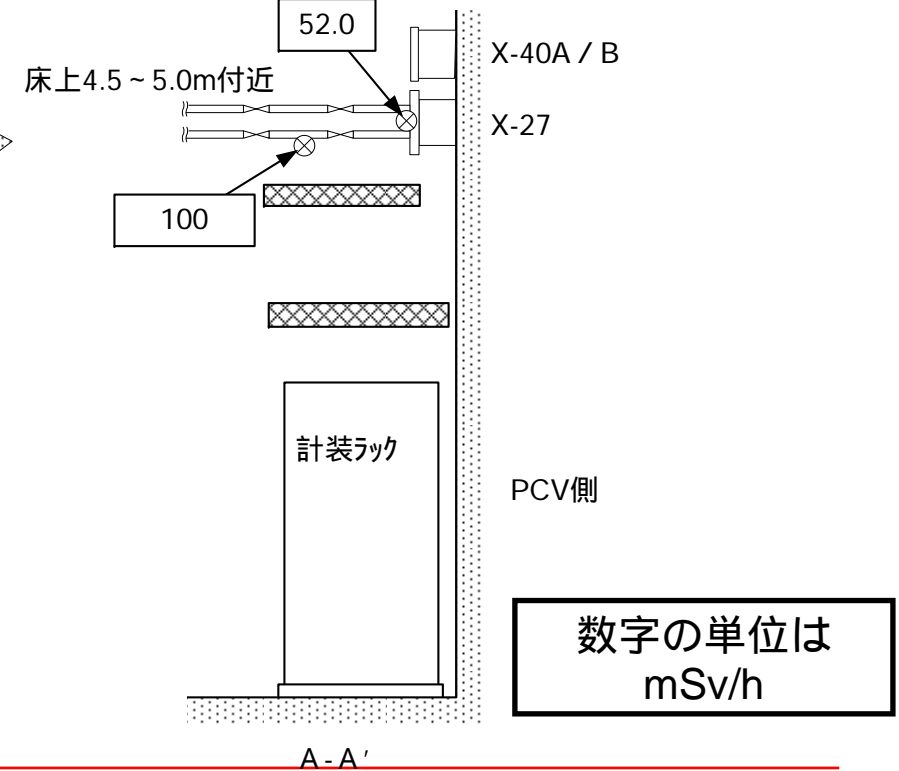 52.0
X-40A / B
床上4.5~5.0m付近
X-27
100
計装ﾗｯｸ
PCV側
数字の単位は
mSv/h
A-A'